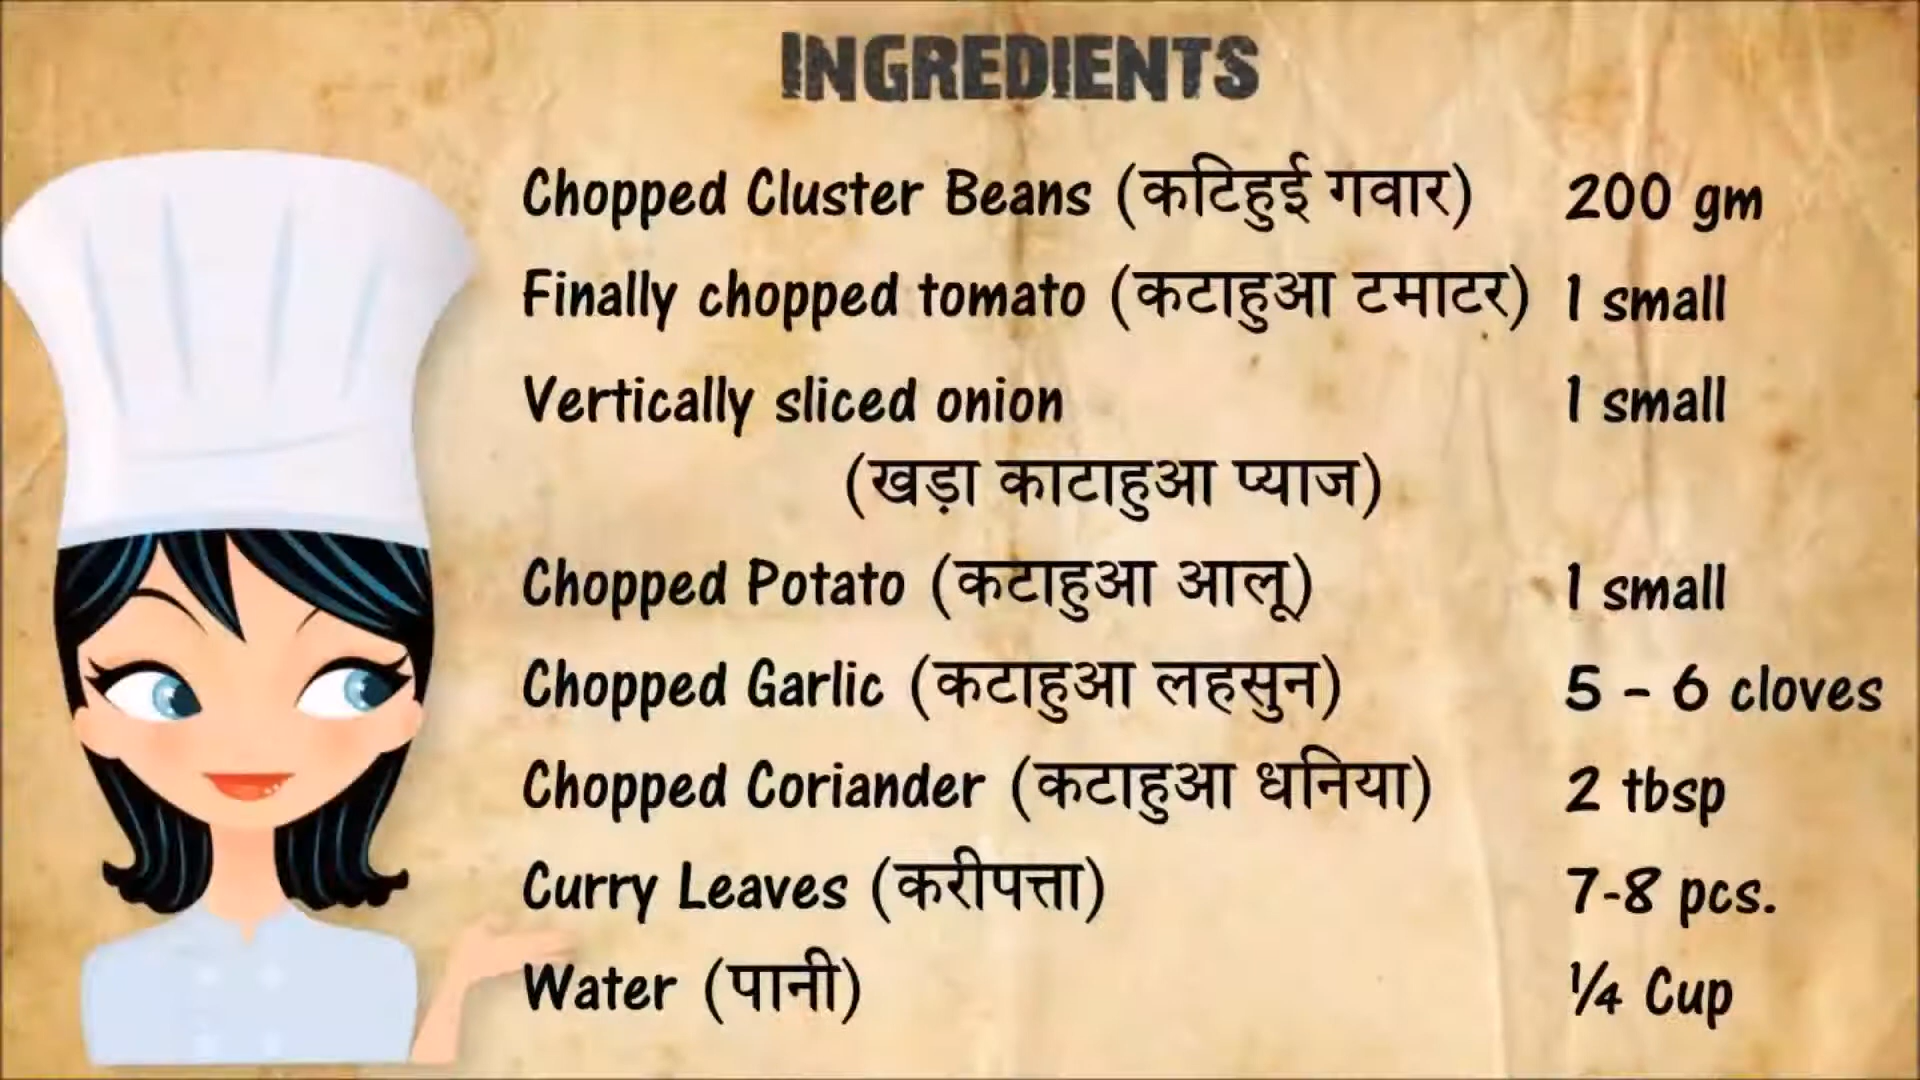 INGREDIENTS
Chopped Cluster Beans (कटिहुई गवार) 200 gm
Finally chopped tomato (कटाहुआ टमाटर) 1 small
Vertically sliced onion 1 small
(खड़ा काटाहुआ प्याज)
Chopped Potato (कटाहुआ आलू) 1 small
Chopped Garlic (कटाहुआ लहसुन) 5 - 6 cloves
Chopped Coriander (कटाहुआ धनिया) 2 tbsp
Curry Leaves (करीपत्ता) 7-8 pcs.
Water (पानी) ¼ Cup